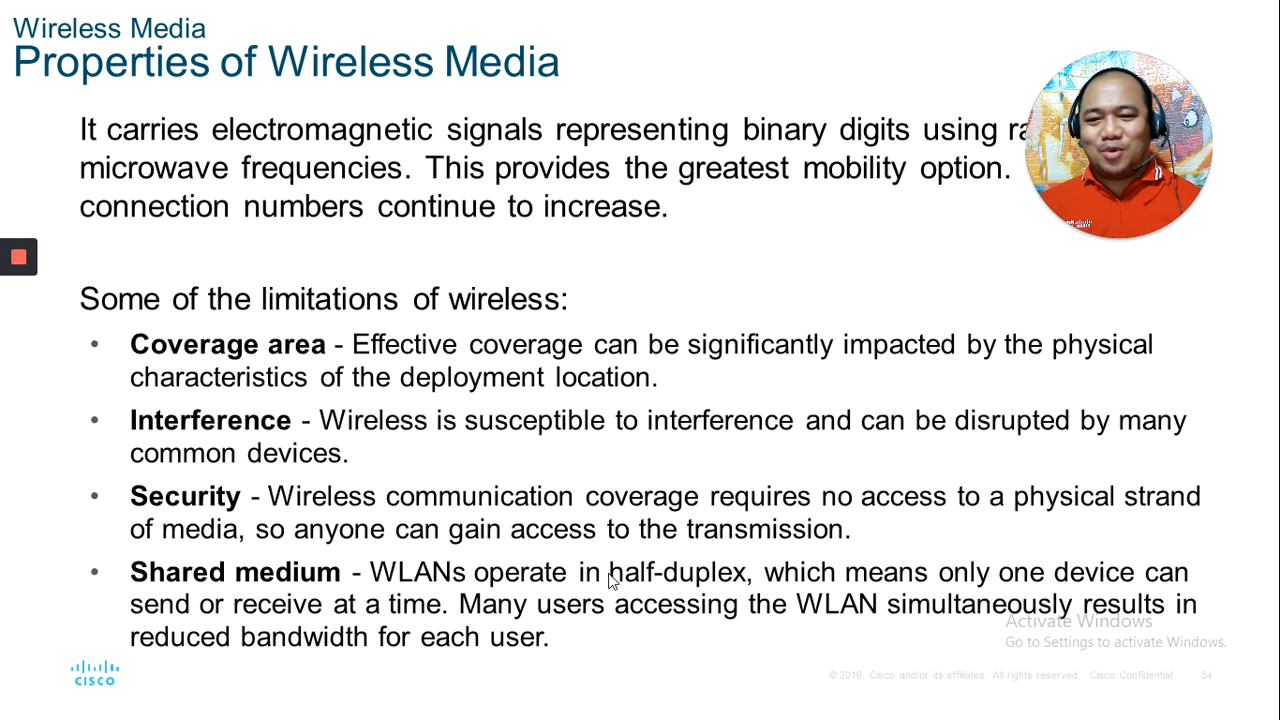 Wireless Media
Properties of Wireless Media
It carries electromagnetic signals representing binary digits using
microwave frequencies. This provides the greatest mobility option.
connection numbers continue to increase.
Some of the limitations of wireless:
• Coverage area - Effective coverage can be significantly impacted by the physical
characteristics of the deployment location.
• Interference - Wireless is susceptible to interference and can be disrupted by many
common devices.
• Security - Wireless communication coverage requires no access to a physical strand
of media, so anyone can gain access to the transmission.
• Shared medium - WLANs operate in half-duplex, which means only one device can
send or receive at a time. Many users accessing the WLAN simultaneously results in
reduced bandwidth for each user.
Activate Windows
Go to Settings to activate Windows.
CISCO
© 2016 Cisco and/or its affiliates. All rights reserved. Cisco Confidential 34